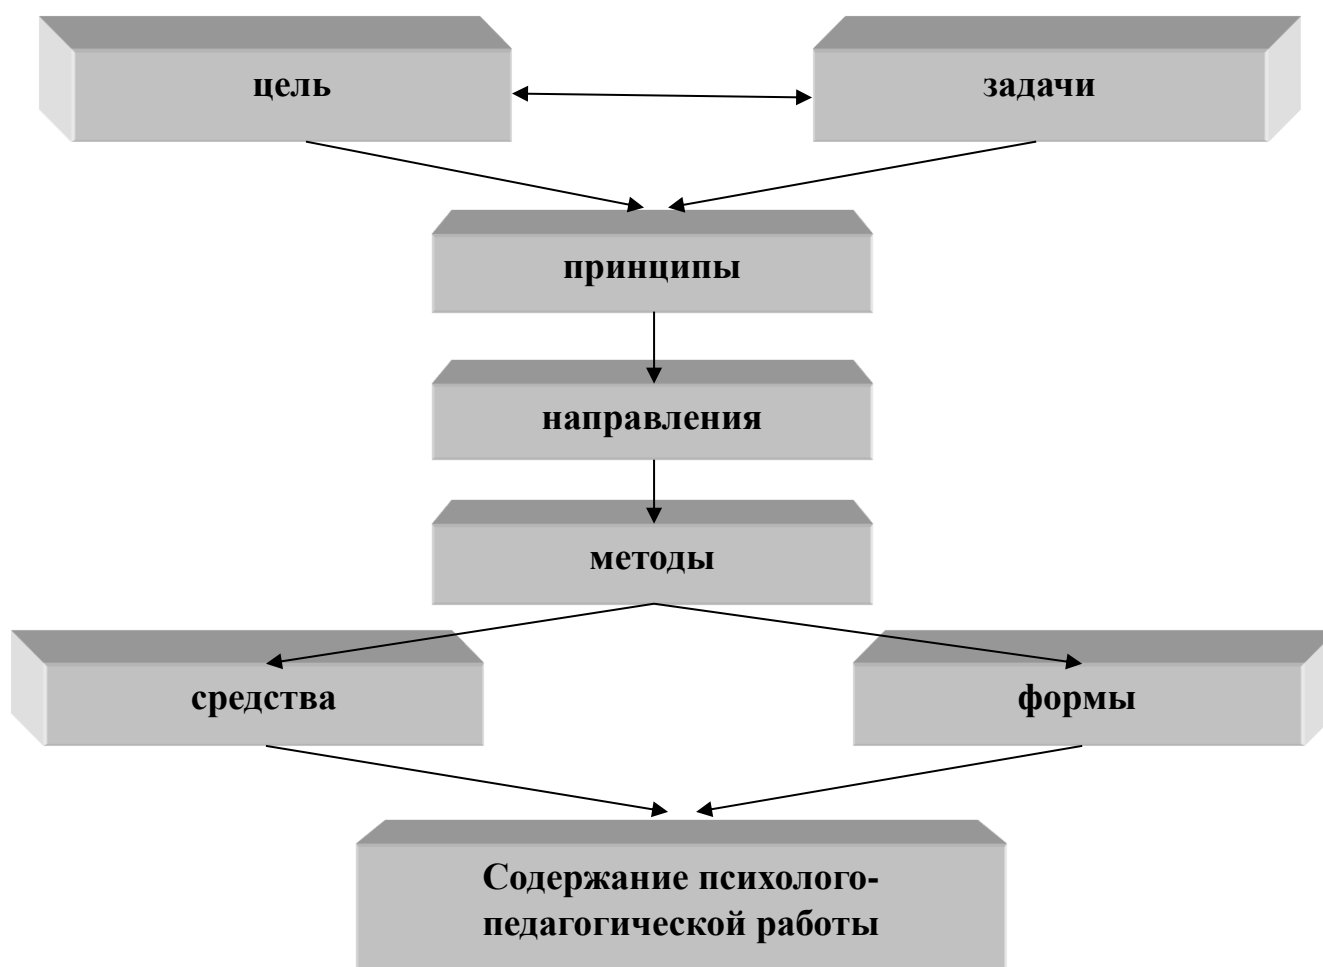 цель
задачи
принципы
направления
методы
средства
формы
Содержание психолого-
педагогической работы